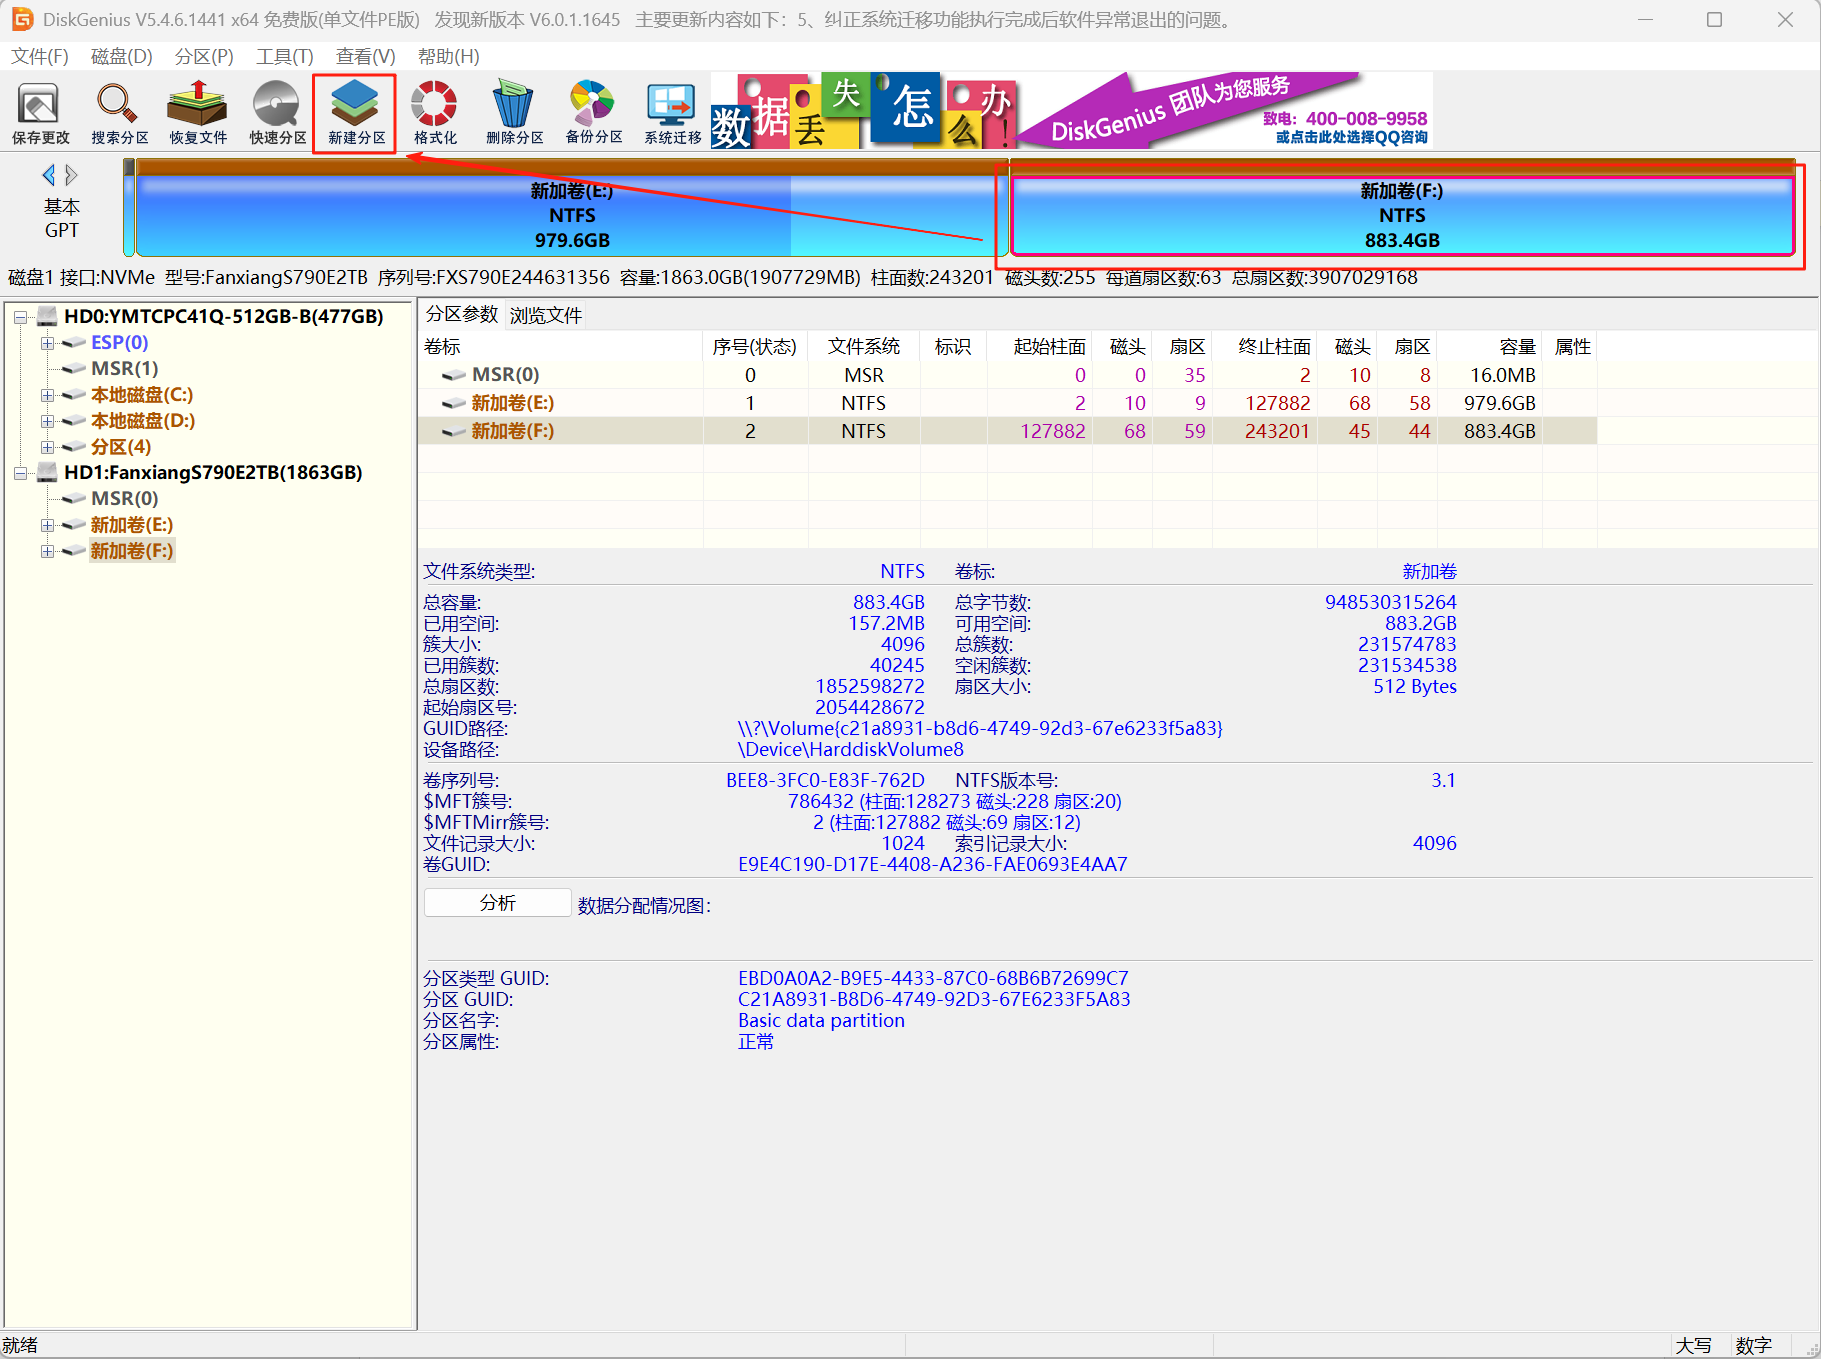 DiskGenius V5.4.6.1441 x64 免费版(单文件PE版) 发现新版本 V6.0.1.1645 主要更新内容如下：5、纠正系统迁移功能执行完成后软件异常退出的问题。
文件(F) 磁盘(D) 分区(P) 工具(T) 查看(V) 帮助(H)
保存更改 搜索分区 恢复文件 快速分区 新建分区 格式化 删除分区 备份分区 系统迁移
数据丢失怎么办!
DiskGenius 团队为您服务
致电：400-008-9958
或点击此处选择QQ咨询
基本
GPT
新加卷(E:)
NTFS
979.6GB
新加卷(F:)
NTFS
883.4GB
磁盘1 接口:NVMe 型号:FanxiangS790E2TB 序列号:FXS790E244631356 容量:1863.0GB(1907729MB) 柱面数:243201 磁头数:255 每道扇区数:63 总扇区数:3907029168
HD0:YMTCPC41Q-512GB-B(477GB)
ESP(0)
MSR(1)
本地磁盘(C:)
本地磁盘(D:)
分区(4)
HD1:FanxiangS790E2TB(1863GB)
MSR(0)
新加卷(E:)
新加卷(F:)
分区参数 浏览文件
卷标 序号(状态) 文件系统 标识 起始柱面 磁头 扇区 终止柱面 磁头 扇区 容量 属性
MSR(0) 0 MSR 0 0 35 2 10 8 16.0MB
新加卷(E:) 1 NTFS 2 10 9 127882 68 58 979.6GB
新加卷(F:) 2 NTFS 127882 68 59 243201 45 44 883.4GB
文件系统类型: NTFS 卷标: 新加卷
总容量: 883.4GB 总字节数: 948530315264
已用空间: 157.2MB 可用空间: 883.2GB
簇大小: 4096 总簇数: 231574783
已用簇数: 40245 空闲簇数: 231534538
总扇区数: 1852598272 扇区大小: 512 Bytes
起始扇区号: 2054428672
GUID路径: \\?\Volume{c21a8931-b8d6-4749-92d3-67e6233f5a83}
设备路径: \Device\HarddiskVolume8
卷序列号: BEE8-3FC0-E83F-762D NTFS版本号: 3.1
$MFT簇号: 786432 (柱面:128273 磁头:228 扇区:20)
$MFTMirr簇号: 2 (柱面:127882 磁头:69 扇区:12)
文件记录大小: 1024 索引记录大小: 4096
卷GUID: E9E4C190-D17E-4408-A236-FAE0693E4AA7
分析 数据分配情况图:
分区类型 GUID: EBD0A0A2-B9E5-4433-87C0-68B6B72699C7
分区 GUID: C21A8931-B8D6-4749-92D3-67E6233F5A83
分区名字: Basic data partition
分区属性: 正常
就绪 大写 数字